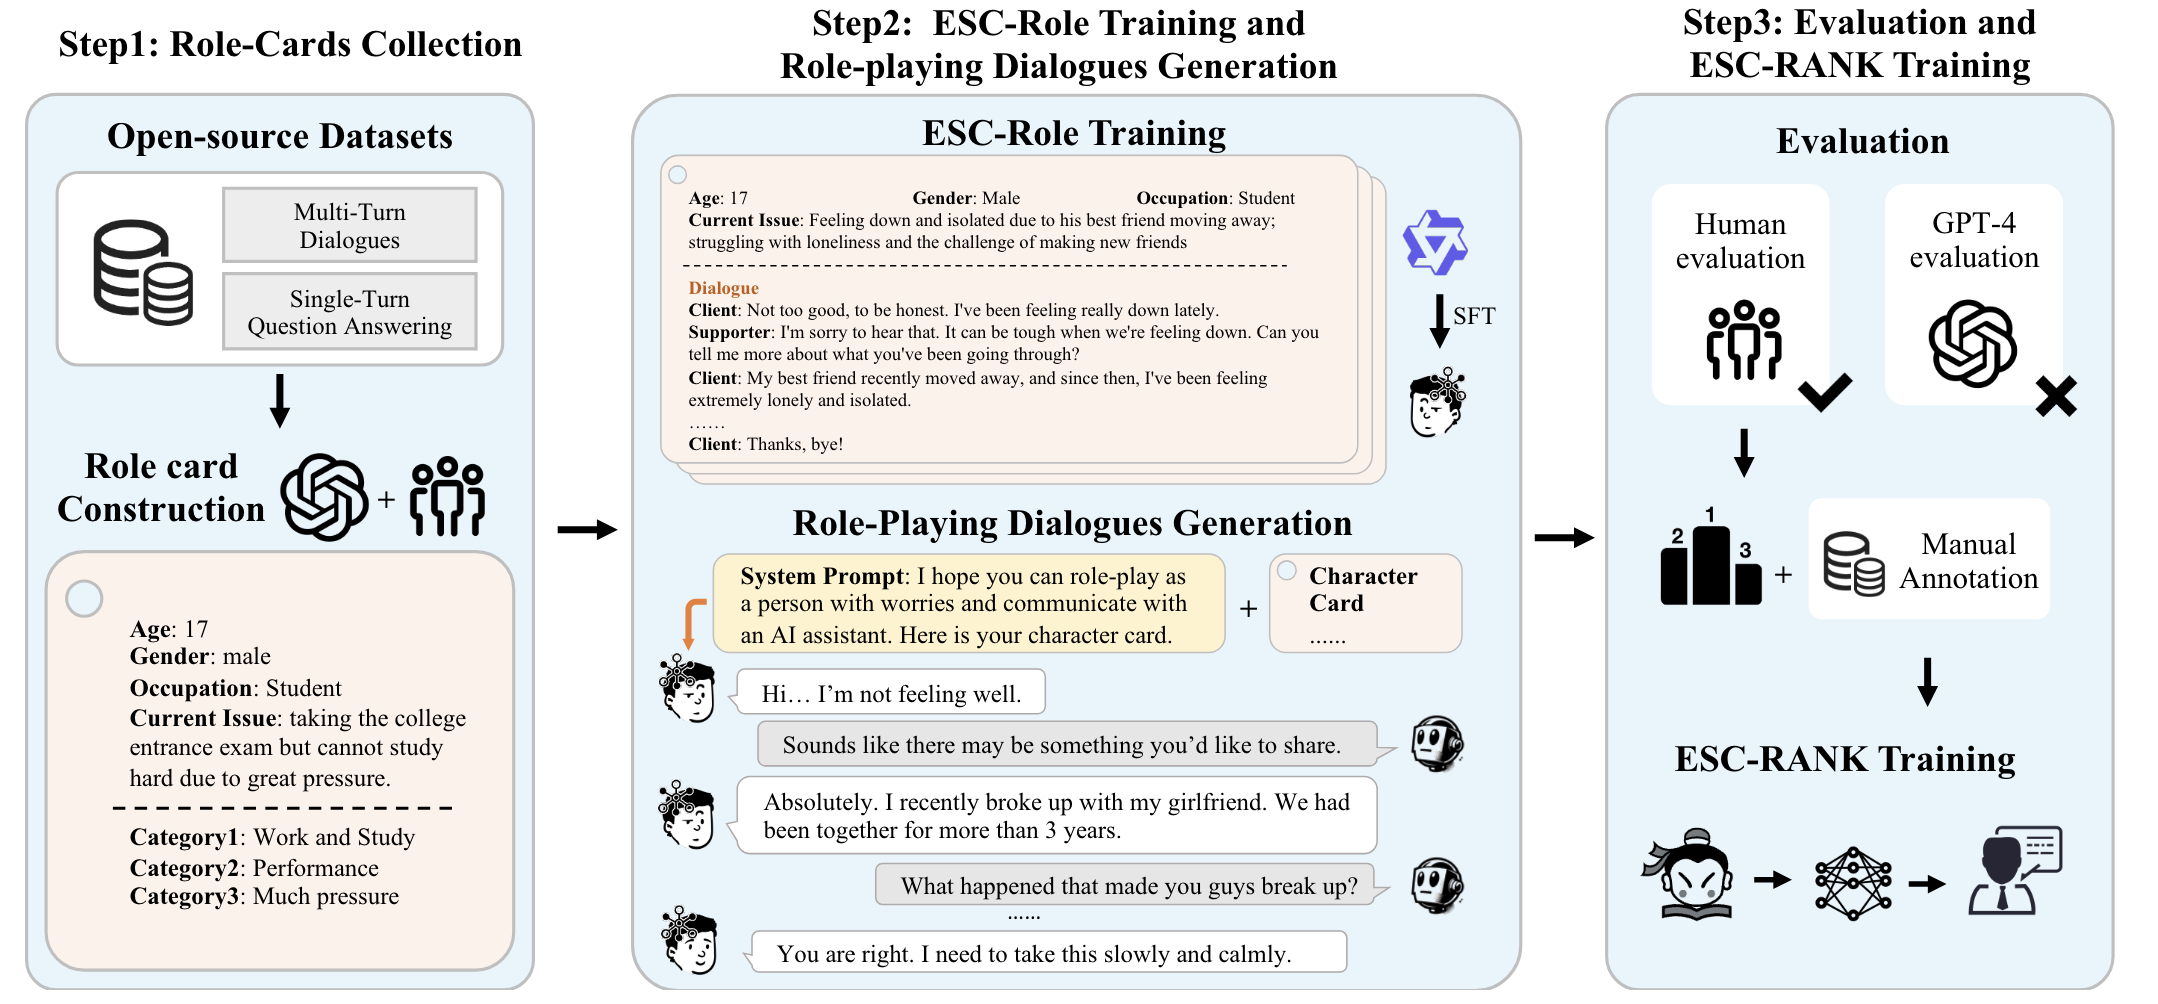 Step1: Role-Cards Collection
Open-source Datasets
Multi-Turn
Dialogues
Single-Turn
Question Answering
Role card
Construction
+
Age: 17
Gender: male
Occupation: Student
Current Issue: taking the college
entrance exam but cannot study
hard due to great pressure.
Category1: Work and Study
Category2: Performance
Category3: Much pressure
Step2:  ESC-Role Training and
Role-playing Dialogues Generation
ESC-Role Training
Age: 17 Gender: Male Occupation: Student
Current Issue: Feeling down and isolated due to his best friend moving away;
struggling with loneliness and the challenge of making new friends
Dialogue
Client: Not too good, to be honest. I've been feeling really down lately.
Supporter: I'm sorry to hear that. It can be tough when we're feeling down. Can you
tell me more about what you've been going through?
Client: My best friend recently moved away, and since then, I've been feeling
extremely lonely and isolated.
……
Client: Thanks, bye!
SFT
Role-Playing Dialogues Generation
System Prompt: I hope you can role-play as
a person with worries and communicate with
an AI assistant. Here is your character card.
+
Character
Card
......
Hi… I’m not feeling well.
Sounds like there may be something you’d like to share.
Absolutely. I recently broke up with my girlfriend. We had
been together for more than 3 years.
What happened that made you guys break up?
......
You are right. I need to take this slowly and calmly.
Step3: Evaluation and
ESC-RANK Training
Evaluation
Human
evaluation
GPT-4
evaluation
1
2
3
+
Manual
Annotation
ESC-RANK Training